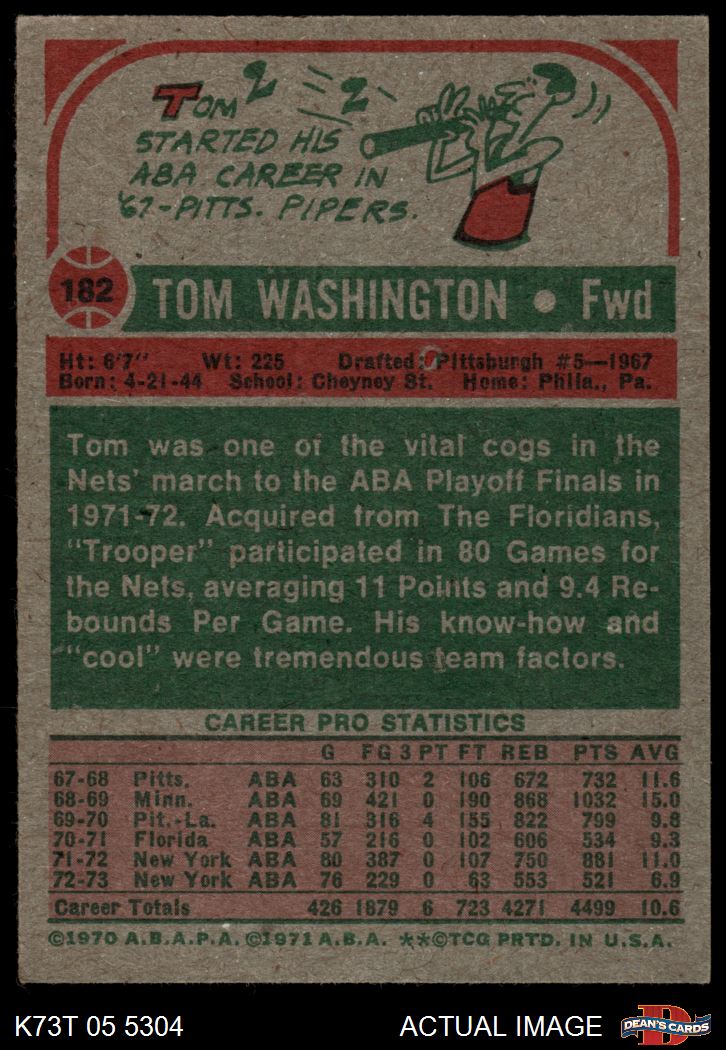 TOM 2 2
STARTED HIS
ABA CAREER IN
'67-PITTS. PIPERS.
182 TOM WASHINGTON • Fwd
Ht: 6'7" Wt: 225 Drafted: Pittsburgh #5—1967
Born: 4-21-44 School: Cheyney St. Home: Phila., Pa.
Tom was one of the vital cogs in the
Nets' march to the ABA Playoff Finals in
1971-72. Acquired from The Floridians,
"Trooper" participated in 80 Games for
the Nets, averaging 11 Points and 9.4 Re-
bounds Per Game. His know-how and
"cool" were tremendous team factors.
CAREER PRO STATISTICS
G FG 3 PT FT REB PTS AVG
67-68 Pitts. ABA 63 310 2 106 672 732 11.6
68-69 Minn. ABA 69 421 0 190 868 1032 15.0
69-70 Pit.-La. ABA 81 316 4 155 822 799 9.8
70-71 Florida ABA 57 216 0 102 606 534 9.3
71-72 New York ABA 80 387 0 107 750 881 11.0
72-73 New York ABA 76 229 0 63 553 521 6.9
Career Totals 426 1879 6 723 4271 4499 10.6
©1970 A.B.A.P.A. ©1971 A.B.A. **©TCG PRTD. IN U.S.A.
K73T 05 5304 ACTUAL IMAGE D DEAN'S CARDS